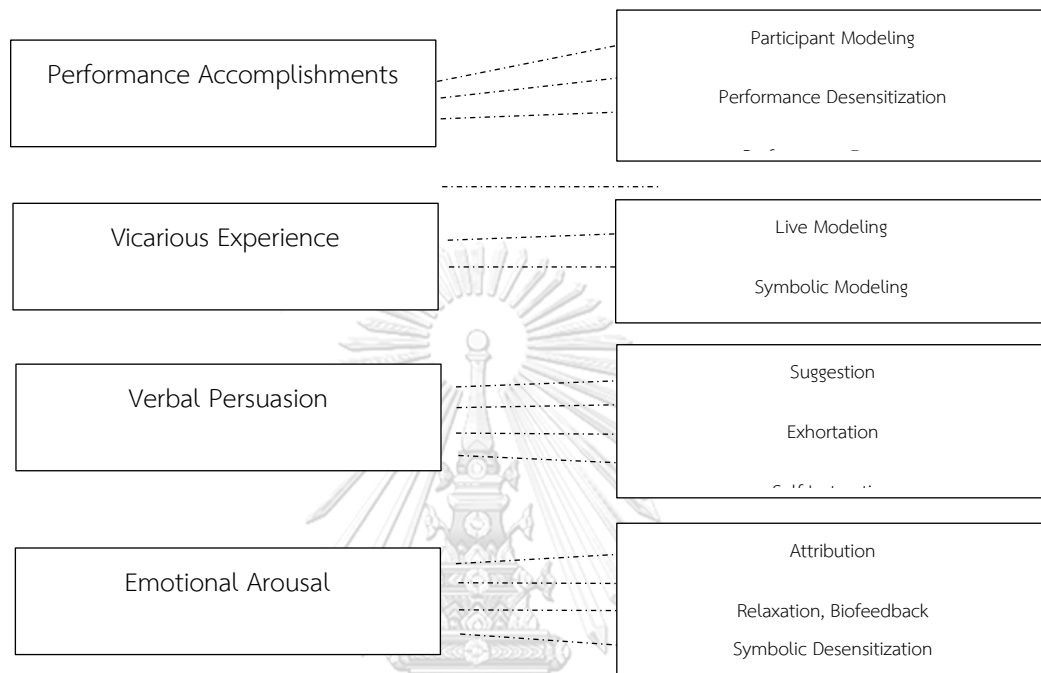 Performance Accomplishments
Participant Modeling
Performance Desensitization
Vicarious Experience
Live Modeling
Symbolic Modeling
Verbal Persuasion
Suggestion
Exhortation
Emotional Arousal
Attribution
Relaxation, Biofeedback
Symbolic Desensitization